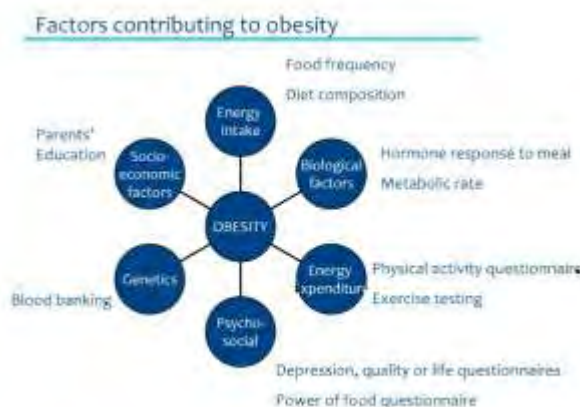 Factors contributing to obesity
Food frequency
Diet composition
Energy
intake
Parents'
Education
Socio-
economic
factors
Biological
factors
Hormone response to meal
Metabolic rate
OBESITY
Genetics
Blood banking
Energy
expenditure
Physical activity questionnaire
Exercise testing
Psycho-
social
Depression, quality or life questionnaires
Power of food questionnaire